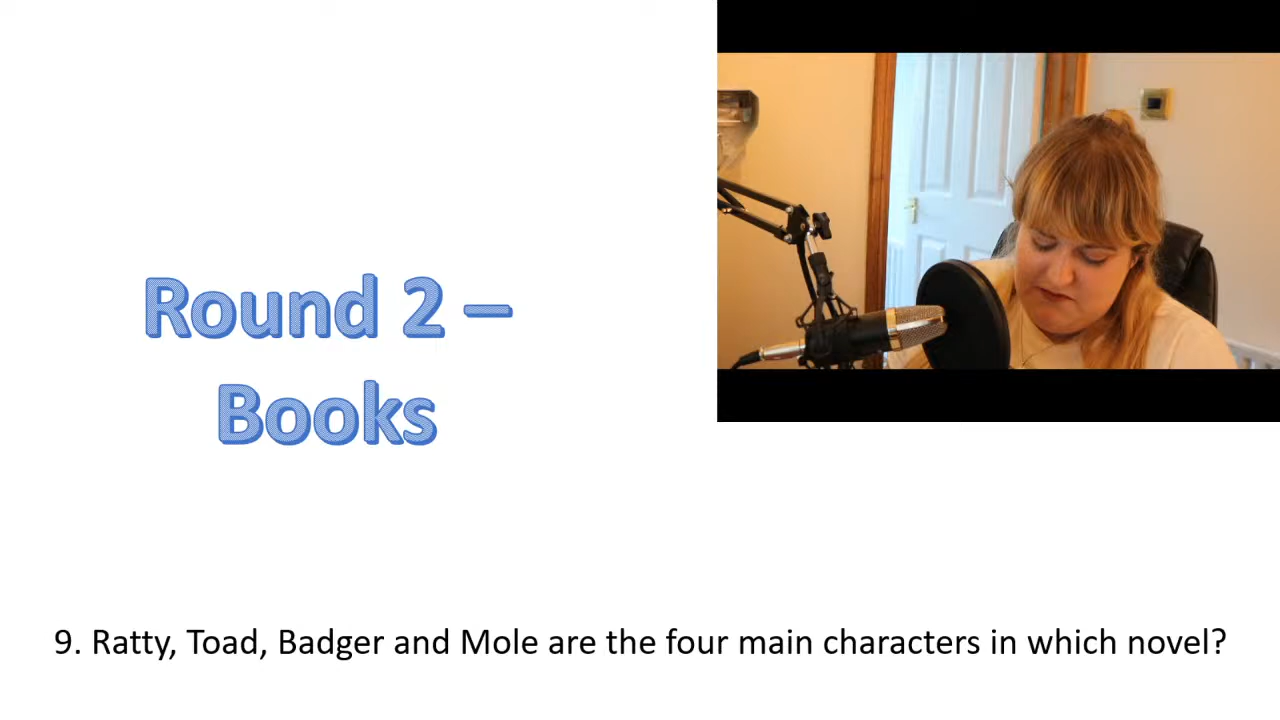 Round 2 –
Books
9. Ratty, Toad, Badger and Mole are the four main characters in which novel?